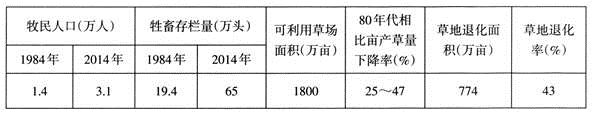 牧民人口(万人) 牲畜存栏量(万头) 可利用草场面积(万亩) 80年代相比亩产草量下降率(%) 草地退化面积(万亩) 草地退化率(%)
1984年 2014年 1984年 2014年
1.4 3.1 19.4 65 1800 25~47 774 43